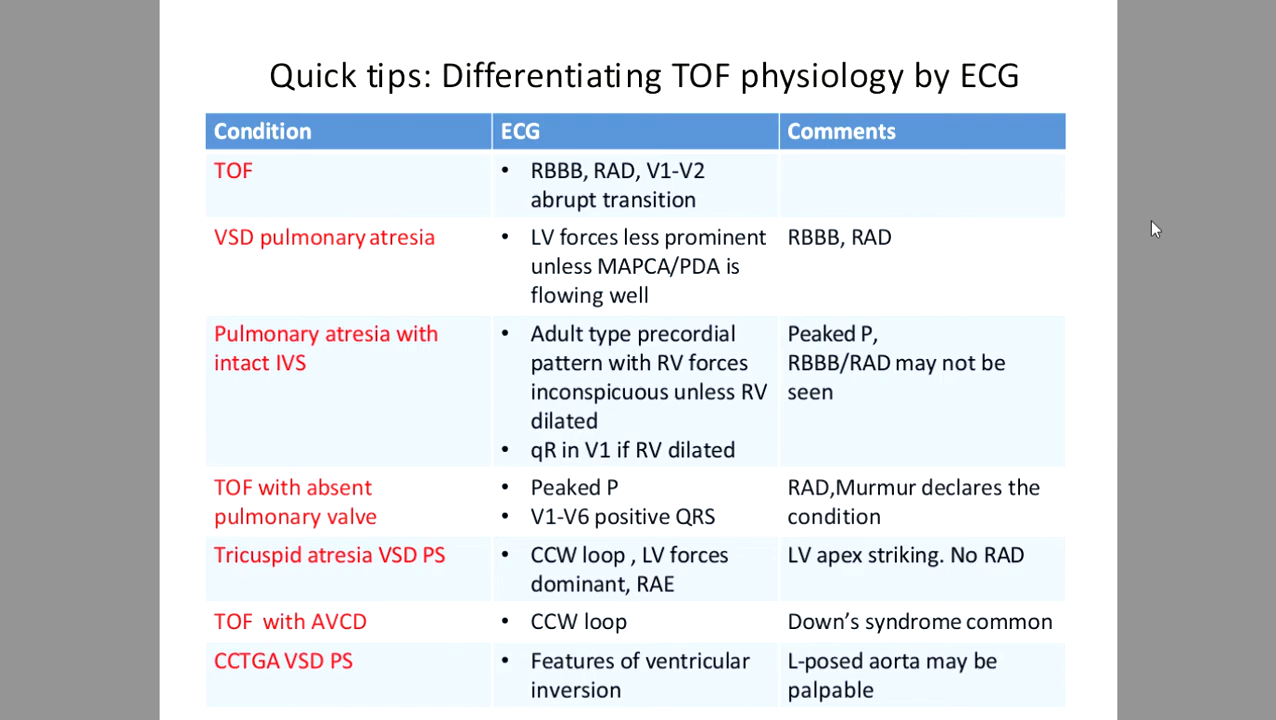 Quick tips: Differentiating TOF physiology by ECG
Condition ECG Comments
TOF
• RBBB, RAD, V1-V2
abrupt transition
VSD pulmonary atresia
• LV forces less prominent
unless MAPCA/PDA is
flowing well
RBBB, RAD
Pulmonary atresia with
intact IVS
• Adult type precordial
pattern with RV forces
inconspicuous unless RV
dilated
• qR in V1 if RV dilated
Peaked P,
RBBB/RAD may not be
seen
TOF with absent
pulmonary valve
• Peaked P
• V1-V6 positive QRS
RAD,Murmur declares the
condition
Tricuspid atresia VSD PS
• CCW loop , LV forces
dominant, RAE
LV apex striking. No RAD
TOF with AVCD
• CCW loop
Down’s syndrome common
CCTGA VSD PS
• Features of ventricular
inversion
L-posed aorta may be
palpable